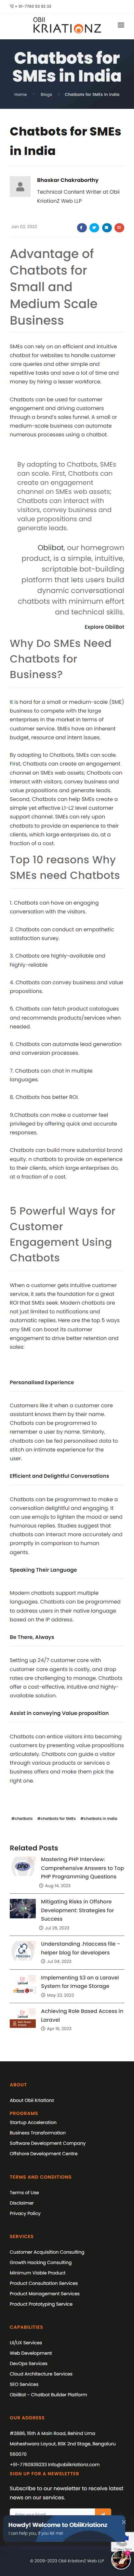 + 91-7760 93 92 33
Obii
KRIATIONZ
Chatbots for
SMEs in India
Home
Blogs
Chatbots for SMEs in India
Chatbots for SMEs
in India
Bhaskar Chakraborthy
Technical Content Writer at Obii
KriationZ Web LLP
Jan 03, 2022
Advantage of
Chatbots for
Small and
Medium Scale
Business
SMEs can rely on an efficient and intuitive
chatbot for websites to handle customer
care queries and other simple and
repetitive tasks and save a lot of time and
money by hiring a lesser crew.
Chatbots can be used for customer
engagement and driving customers
through a product's sales funnel. A small or
medium-scale business can automate
numerous processes using a chatbot.
By adapting to Chatbots, SMEs
can scale. First, Chatbots can
create an engagement
channel on SMEs web assets;
Chatbots can interact with
visitors, convey business and
value propositions and
generate leads.
Obiibot, our homegrown
product, is a simple, intuitive,
scriptable bot-building
platform that lets users build
dynamic conversational
chatbots with minimum effort
and technical skills.
Explore ObiiBot
Why Do SMEs Need
Chatbots for
Business?
It is hard for a small or medium-scale (SME)
business to compete with the large
enterprises in the market in terms of
customer service. SMEs have an inherent
budget, resource and interest issues.
By adapting to Chatbots, SMEs can scale.
First, Chatbots can create an engagement
channel on SMEs web assets; Chatbots can
interact with visitors, convey business and
value propositions and generate leads.
Second, Chatbots can help SMEs create a
simple yet effective L1-L2 level customer
support channel. SMEs can rely upon
chatbots to provide an experience to their
clients, which large enterprises do, at a
fraction of a cost.
Top 10 reasons Why
SMEs need Chatbots
1. Chatbots can have an engaging
conversation with the visitors.
2. Chatbots can conduct an empathetic
satisfaction survey.
3. Chatbots are highly-available and
highly-reliable
4. Chatbots can convey business and value
propositions.
5. Chatbots can fetch product catalogues
and recommend products/services when
needed.
6. Chatbots can automate lead generation
and conversion processes.
7. Chatbots can chat in multiple
languages.
8. Chatbots has better ROI.
9.Chatbots can make a customer feel
privileged by offering quick and accurate
responses.
Chatbots can build more substantial brand
equity. n chatbots to provide an experience
to their clients, which large enterprises do
at a fraction of a cost.
5 Powerful Ways for
Customer
Engagement Using
Chatbots
When a customer gets intuitive customer
service, it sets the foundation for a great
ROI that SMEs seek. Modern chatbots are
not limited only to customised,
automatic replies. Here are the top 5 ways
any SME can boost its customer
engagement to drive better intention and
sales:
Personalised Experience
Customers like it when a customer care
assistant knows them by name.
Chatbots can be programmed to
remember a user by name. Similarly,
chatbots can be fed personalised data to
stitch an intimate experience for the
user.
Efficient and Delightful Conversations
Chatbots can be programmed to make a
conversation delightful and engaging. It
can use emojis to lighten the mode or send
humorous replies. Studies suggest that
chatbots can interact more accurately and
promptly in comparison to human
agents.
Speaking Their Language
Modern chatbots support multiple
languages. Chatbots can be programmed
to address users in their native language
based on the IP address.
Be There, Always
Setting up 24/7 customer care with
customer care agents is costly, and drop
rates are challenging to manage. Chatbots
offer a cost-effective, intuitive and highly-
available solution.
Assist in conveying Value proposition
Chatbots can entice visitors into becoming
customers by presenting value propositions
articulately. Chatbots can guide a visitor
through various products or services a
business offers and make them pick the
right one.
#chatbots #chatbots for SMEs #chatbots in India
Related Posts
Mastering PHP Interview:
Comprehensive Answers to Top
PHP Programming Questions
Aug 14, 2023
Mitigating Risks in Offshore
Development: Strategies for
Success
Jul 25, 2023
Understanding .htaccess file –
helper blog for developers
Jul 04, 2023
Implementing S3 on a Laravel
System for Image Storage
May 23, 2023
Achieving Role Based Access in
Laravel
Apr 18, 2023
ABOUT
About Obii Kriationz
PROGRAMS
Startup Acceleration
Business Transformation
Software Development Company
Offshore Development Centre
TERMS AND CONDITIONS
Terms of Use
Disclaimer
Privacy Policy
SERVICES
Customer Acquisition Consulting
Growth Hacking Consulting
Minimum Viable Product
Product Consultation Services
Product Management Services
Product Prototyping Service
CAPABILITIES
UI/UX Services
Web Development
DevOps Services
Cloud Architecture Services
SEO Services
ObiiBot - Chatbot Builder Platform
OUR ADDRESS
#2886, 16th A Main Road, Behind Uma
Maheshwara Layout, BSK 2nd Stage, Bengaluru
560070
+91-7760939233 Info@obiikriationz.com
SIGN UP FOR A NEWSLETTER
Subscribe to our newsletter to receive latest
news on our services.
Howdy! Welcome to ObiiKriationz
I can help you, if you let me!
© 2009-2023 Obii KriationZ Web LLP